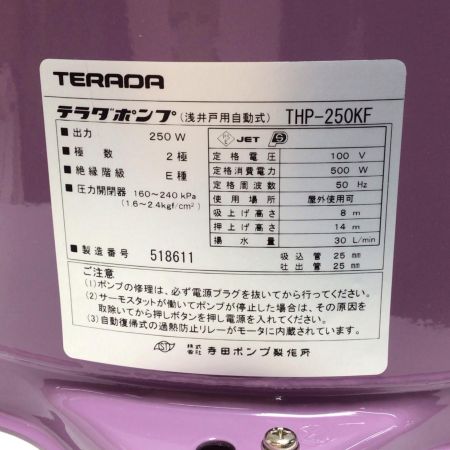 TERADA
テラダポンプ (浅井戸用自動式) THP-250KF
■ 出力 250 W
■ 極数 2極
■ 絶縁階級 E種
■ 圧力開閉器 160~240 kPa
(1.6~2.4kgf/cm²)
■ 製造番号 518611
JET
定格電圧 100 V
定格消費電力 500 W
定格周波数 50 Hz
使用場所 屋外使用可
吸上げ高さ 8 m
押上げ高さ 14 m
揚水量 30 L/min
吸込管 25 mm
吐出管 25 mm
ご注意
(1)ポンプの修理は、必ず電源プラグを抜いてから行ってください。
(2)サーモスタットが働いてポンプが停止した場合は、その原因を
取除いてから押しボタンを押し電源を入れてください。
(3)自動復帰式の過熱防止リレーがモータに内蔵されています。
株式会社 寺田ポンプ製作所